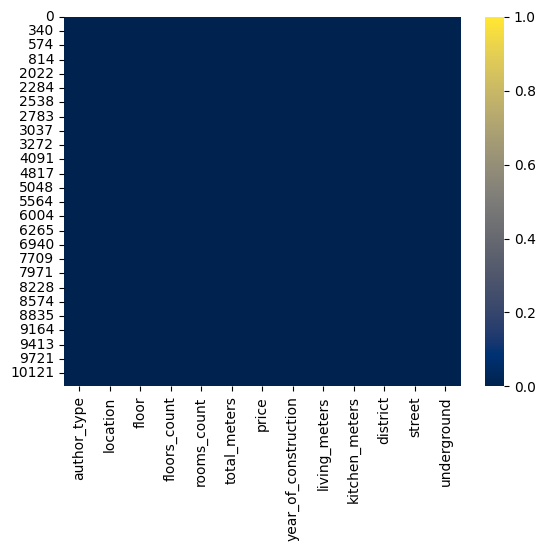 0
340
574
814
2022
2284
2538
2783
3037
3272
4091
4817
5048
5564
6004
6265
6940
7709
7971
8228
8574
8835
9164
9413
9721
10121
author_type
location
floor
floors_count
rooms_count
total_meters
price
year_of_construction
living_meters
kitchen_meters
district
street
underground
1.0
0.8
0.6
0.4
0.2
0.0